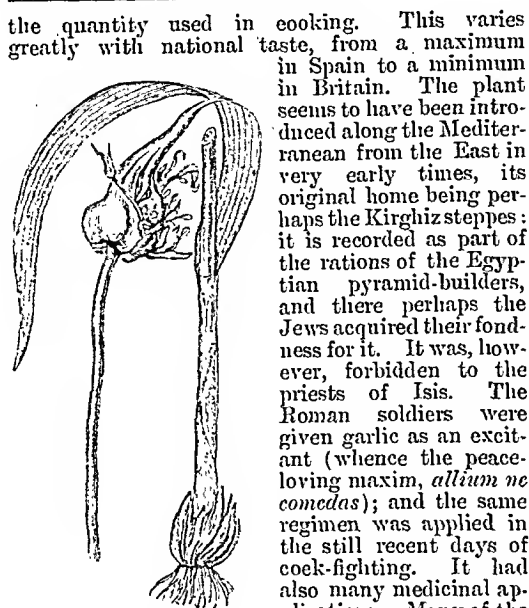 the quantity used in cooking. This varies
greatly with national taste, from a maximum
in Spain to a minimum
in Britain. The plant
seems to have been intro-
duced along the Mediter-
ranean from the East in
very early times, its
original home being per-
haps the Kirghiz steppes :
it is recorded as part of
the rations of the Egyp-
tian pyramid-builders,
and there perhaps the
Jews acquired their fond-
ness for it. It was, how-
ever, forbidden to the
priests of Isis. The
Roman soldiers were
given garlic as an excit-
ant (whence the peace-
loving maxim, allium ne
comedas); and the same
regimen was applied in
the still recent days of
cock-fighting. It had
also many medicinal ap-